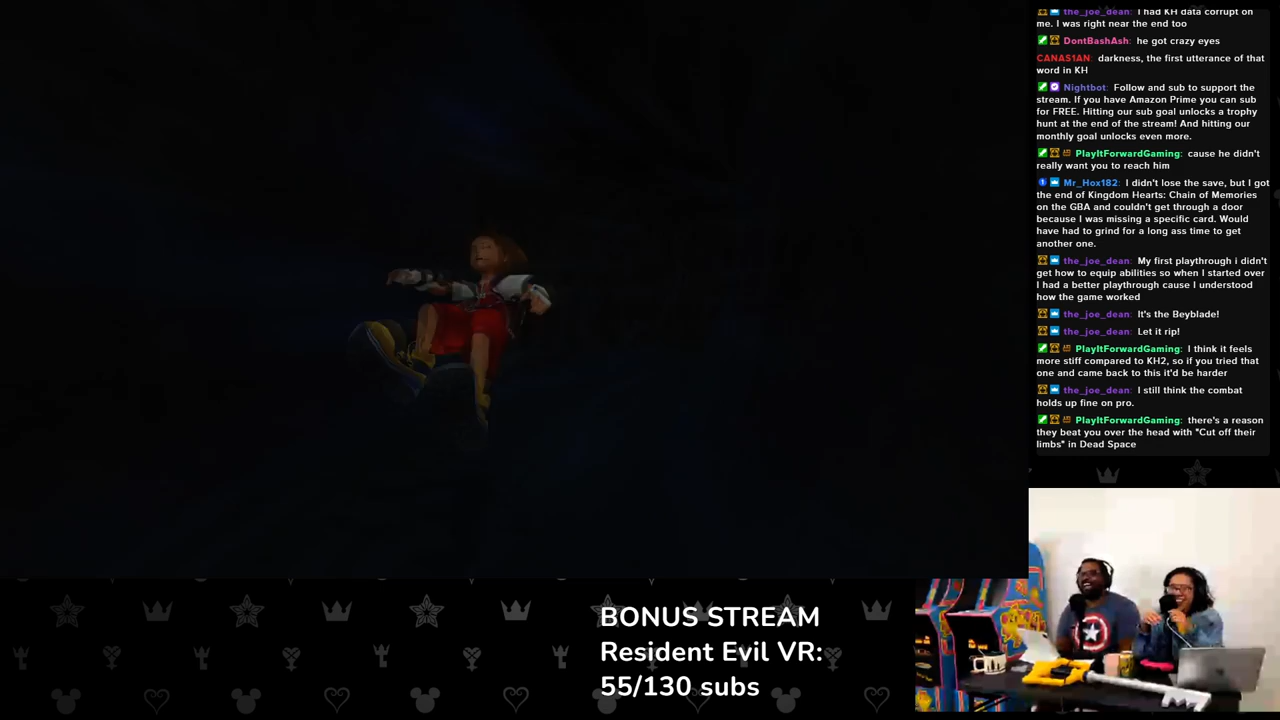 the_joe_dean: I had KH data corrupt on
me. I was right near the end too
DontBashAsh: he got crazy eyes
CANAS1AN: darkness, the first utterance of that
word in KH
Nightbot: Follow and sub to support the
stream. If you have Amazon Prime you can sub
for FREE. Hitting our sub goal unlocks a trophy
hunt at the end of the stream! And hitting our
monthly goal unlocks even more.
PlayItForwardGaming: cause he didn't
really want you to reach him
Mr_Hox182: I didn't lose the save, but I got
the end of Kingdom Hearts: Chain of Memories
on the GBA and couldn't get through a door
because I was missing a specific card. Would
have had to grind for a long ass time to get
another one.
the_joe_dean: My first playthrough i didn't
get how to equip abilities so when I started over
I had a better playthrough cause I understood
how the game worked
the_joe_dean: It's the Beyblade!
the_joe_dean: Let it rip!
PlayItForwardGaming: I think it feels
more stiff compared to KH2, so if you tried that
one and came back to this it'd be harder
the_joe_dean: I still think the combat
holds up fine on pro.
PlayItForwardGaming: there's a reason
they beat you over the head with "Cut off their
limbs" in Dead Space
BONUS STREAM
Resident Evil VR:
55/130 subs